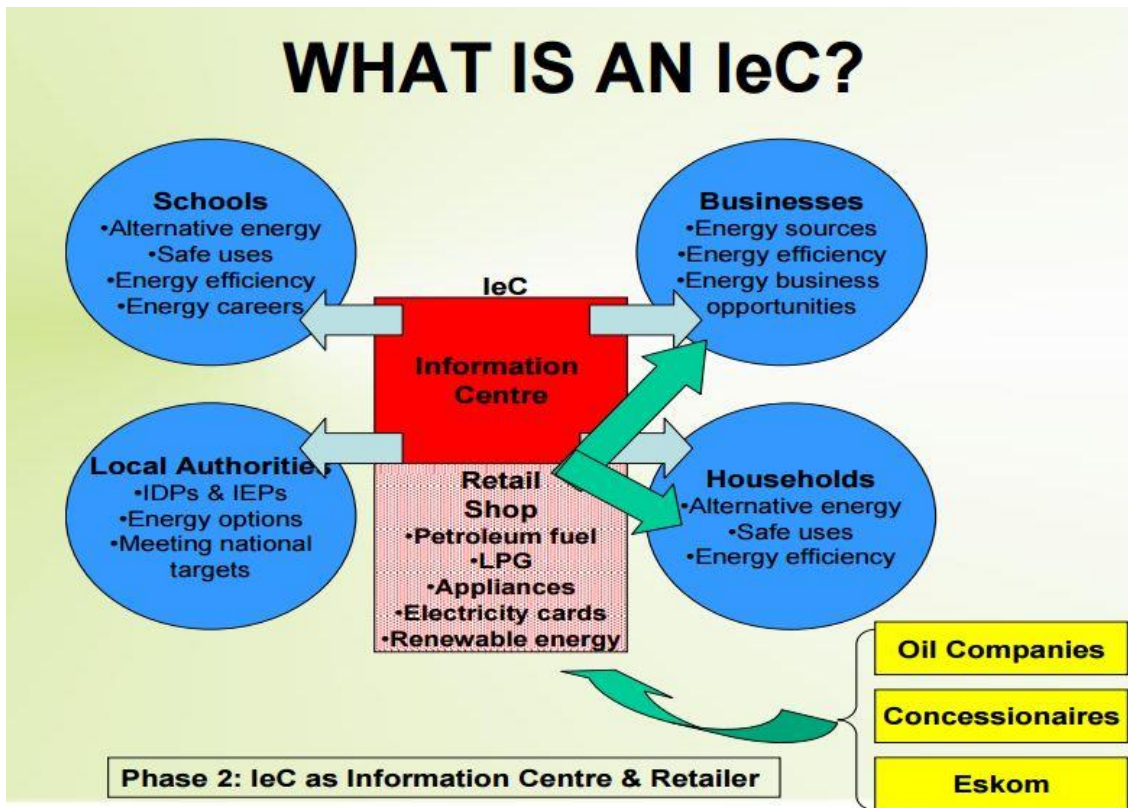 WHAT IS AN IeC?
Schools
•Alternative energy
•Safe uses
•Energy efficiency
•Energy careers
Businesses
•Energy sources
•Energy efficiency
•Energy business
opportunities
IeC
Information
Centre
Local Authorities
•IDPs & IEPs
•Energy options
•Meeting national
targets
Retail
Shop
•Petroleum fuel
•LPG
•Appliances
•Electricity cards
•Renewable energy
Households
•Alternative energy
•Safe uses
•Energy efficiency
Oil Companies
Concessionaires
Eskom
Phase 2: IeC as Information Centre & Retailer